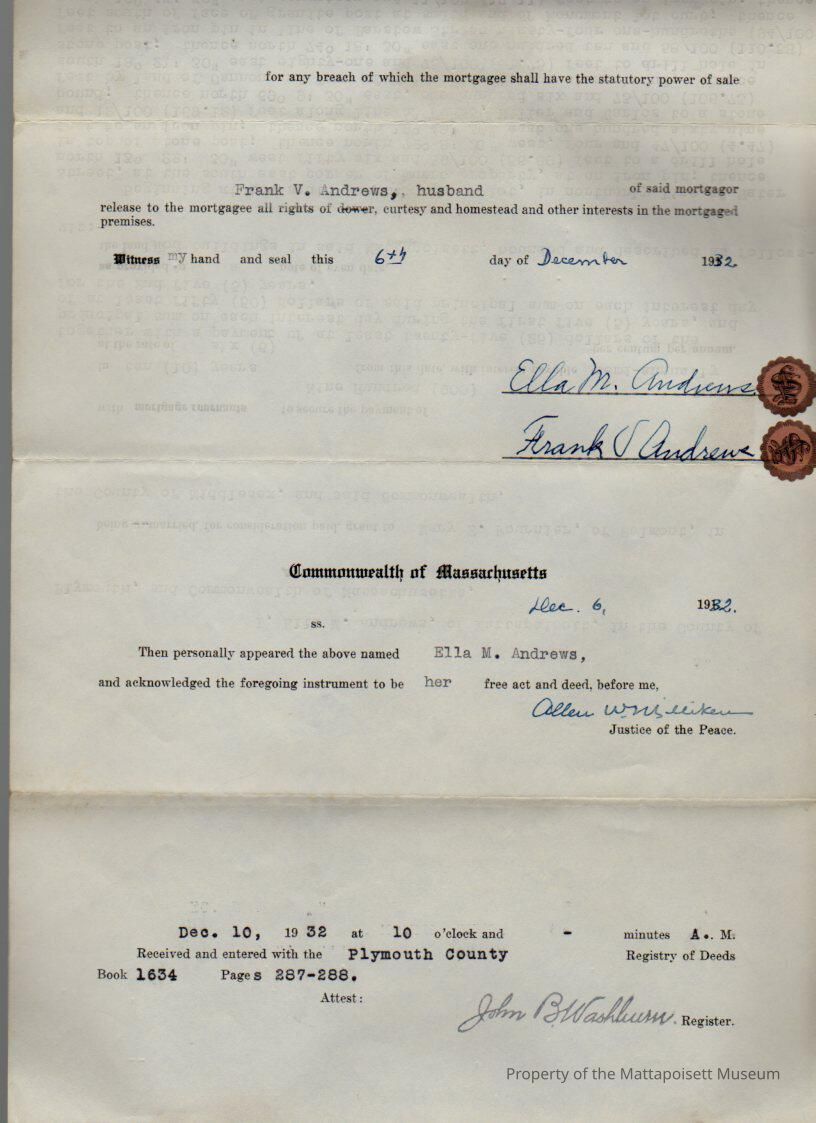 for any breach of which the mortgagee shall have the statutory power of sale
Frank V. Andrews, husband of said mortgagor
release to the mortgagee all rights of dower, curtesy and homestead and other interests in the mortgaged
premises.
Witness my hand and seal this 6th day of December 1932.
Ella M. Andrews
Frank V Andrews
Commonwealth of Massachusetts
Dec. 6, 1932.
ss.
Then personally appeared the above named Ella M. Andrews,
and acknowledged the foregoing instrument to be her free act and deed, before me,
Allen W. Milliken
Justice of the Peace.
Dec. 10, 1932 at 10 o'clock and - minutes A.. M.
Received and entered with the Plymouth County Registry of Deeds
Book 1634 Pages 287-288.
Attest:
John B. Washburn. Register.
Property of the Mattapoisett Museum